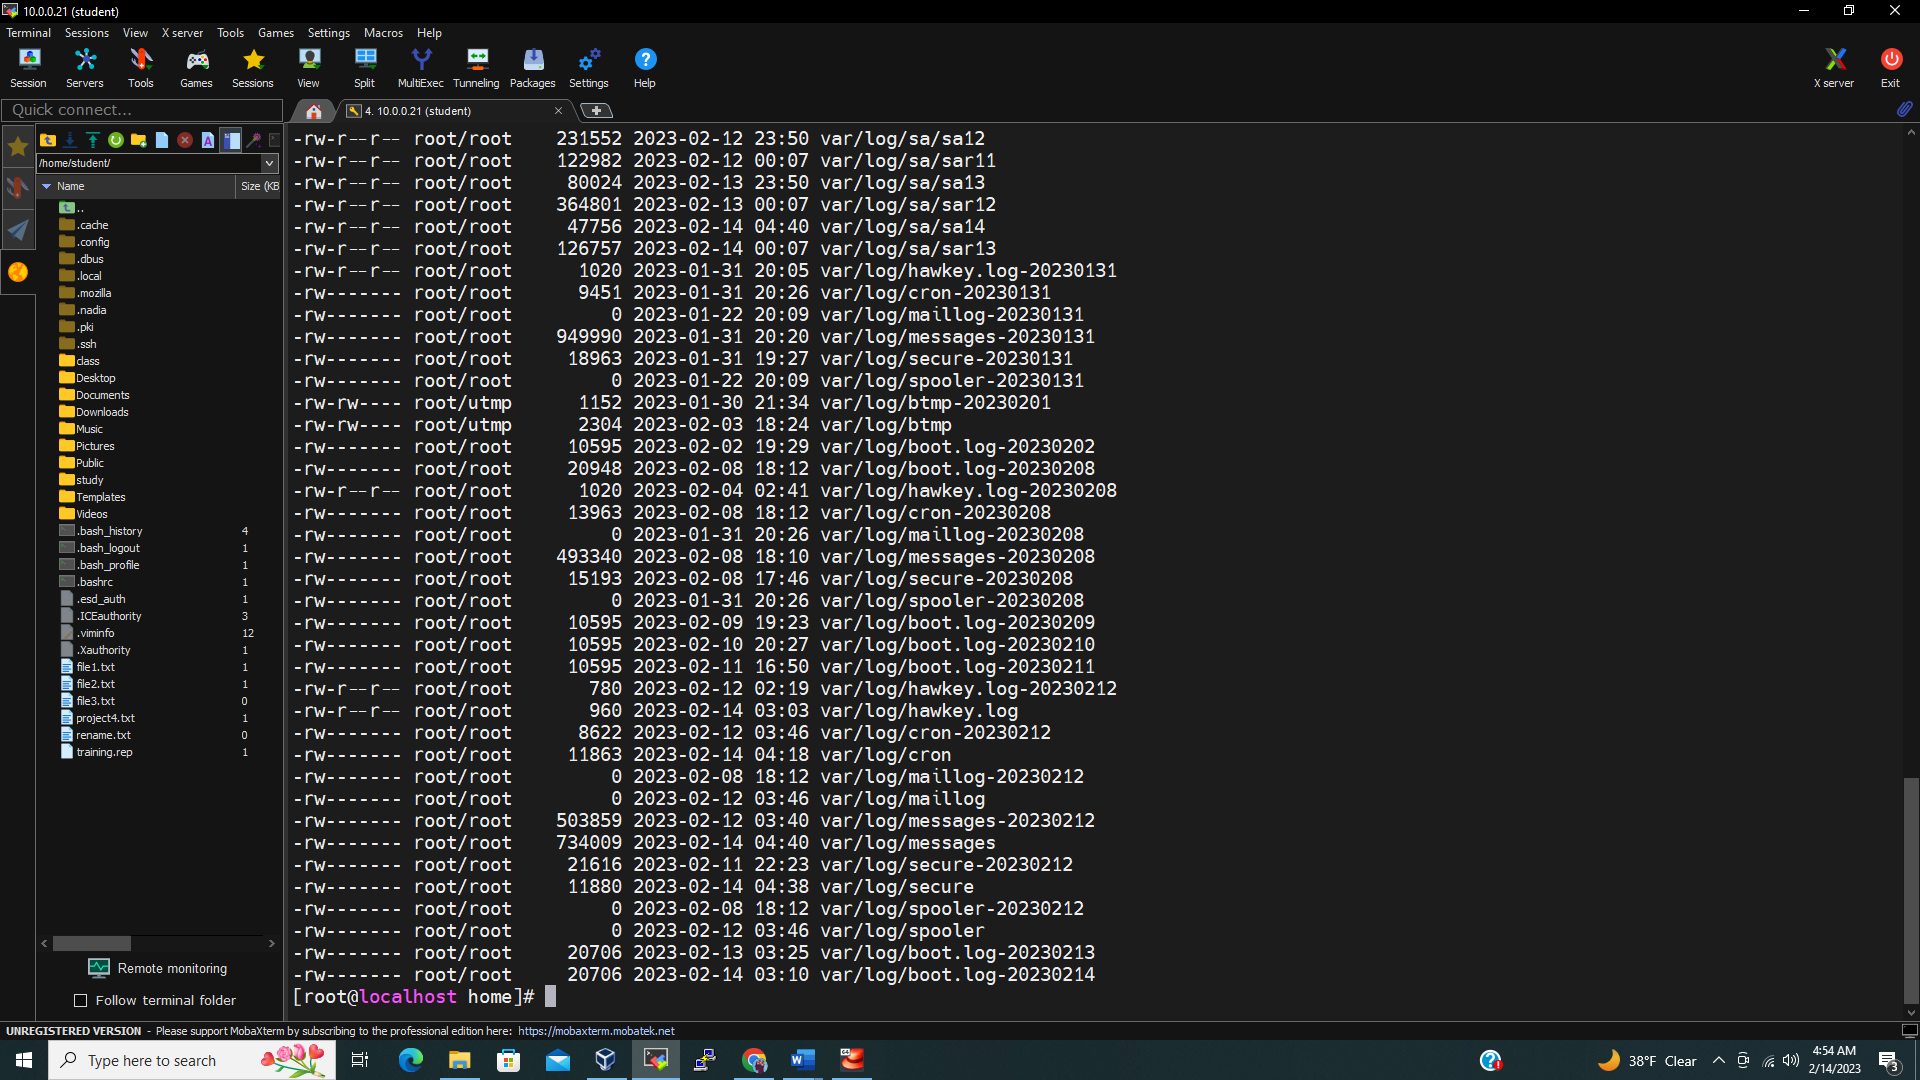 10.0.0.21 (student)
Terminal Sessions View X server Tools Games Settings Macros Help
Session Servers Tools Games Sessions View Split MultiExec Tunneling Packages Settings Help X server Exit
Quick connect...
4. 10.0.0.21 (student)
/home/student/
Name Size (KB
..
.cache
.config
.dbus
.local
.mozilla
.nadia
.pki
.ssh
class
Desktop
Documents
Downloads
Music
Pictures
Public
study
Templates
Videos
.bash_history 4
.bash_logout 1
.bash_profile 1
.bashrc 1
.esd_auth 1
.ICEauthority 3
.viminfo 12
.Xauthority 1
file1.txt 1
file2.txt 1
file3.txt 0
project4.txt 1
rename.txt 0
training.rep 1
Remote monitoring
Follow terminal folder
-rw-r--r-- root/root 231552 2023-02-12 23:50 var/log/sa/sa12
-rw-r--r-- root/root 122982 2023-02-12 00:07 var/log/sa/sar11
-rw-r--r-- root/root 80024 2023-02-13 23:50 var/log/sa/sa13
-rw-r--r-- root/root 364801 2023-02-13 00:07 var/log/sa/sar12
-rw-r--r-- root/root 47756 2023-02-14 04:40 var/log/sa/sa14
-rw-r--r-- root/root 126757 2023-02-14 00:07 var/log/sa/sar13
-rw-r--r-- root/root 1020 2023-01-31 20:05 var/log/hawkey.log-20230131
-rw------- root/root 9451 2023-01-31 20:26 var/log/cron-20230131
-rw------- root/root 0 2023-01-22 20:09 var/log/maillog-20230131
-rw------- root/root 949990 2023-01-31 20:20 var/log/messages-20230131
-rw------- root/root 18963 2023-01-31 19:27 var/log/secure-20230131
-rw------- root/root 0 2023-01-22 20:09 var/log/spooler-20230131
-rw-rw---- root/utmp 1152 2023-01-30 21:34 var/log/btmp-20230201
-rw-rw---- root/utmp 2304 2023-02-03 18:24 var/log/btmp
-rw------- root/root 10595 2023-02-02 19:29 var/log/boot.log-20230202
-rw------- root/root 20948 2023-02-08 18:12 var/log/boot.log-20230208
-rw-r--r-- root/root 1020 2023-02-04 02:41 var/log/hawkey.log-20230208
-rw------- root/root 13963 2023-02-08 18:12 var/log/cron-20230208
-rw------- root/root 0 2023-01-31 20:26 var/log/maillog-20230208
-rw------- root/root 493340 2023-02-08 18:10 var/log/messages-20230208
-rw------- root/root 15193 2023-02-08 17:46 var/log/secure-20230208
-rw------- root/root 0 2023-01-31 20:26 var/log/spooler-20230208
-rw------- root/root 10595 2023-02-09 19:23 var/log/boot.log-20230209
-rw------- root/root 10595 2023-02-10 20:27 var/log/boot.log-20230210
-rw------- root/root 10595 2023-02-11 16:50 var/log/boot.log-20230211
-rw-r--r-- root/root 780 2023-02-12 02:19 var/log/hawkey.log-20230212
-rw-r--r-- root/root 960 2023-02-14 03:03 var/log/hawkey.log
-rw------- root/root 8622 2023-02-12 03:46 var/log/cron-20230212
-rw------- root/root 11863 2023-02-14 04:18 var/log/cron
-rw------- root/root 0 2023-02-08 18:12 var/log/maillog-20230212
-rw------- root/root 0 2023-02-12 03:46 var/log/maillog
-rw------- root/root 503859 2023-02-12 03:40 var/log/messages-20230212
-rw------- root/root 734009 2023-02-14 04:40 var/log/messages
-rw------- root/root 21616 2023-02-11 22:23 var/log/secure-20230212
-rw------- root/root 11880 2023-02-14 04:38 var/log/secure
-rw------- root/root 0 2023-02-08 18:12 var/log/spooler-20230212
-rw------- root/root 0 2023-02-12 03:46 var/log/spooler
-rw------- root/root 20706 2023-02-13 03:25 var/log/boot.log-20230213
-rw------- root/root 20706 2023-02-14 03:10 var/log/boot.log-20230214
[root@localhost home]#
UNREGISTERED VERSION - Please support MobaXterm by subscribing to the professional edition here: https://mobaxterm.mobatek.net
Type here to search
38°F Clear
4:54 AM
2/14/2023
3